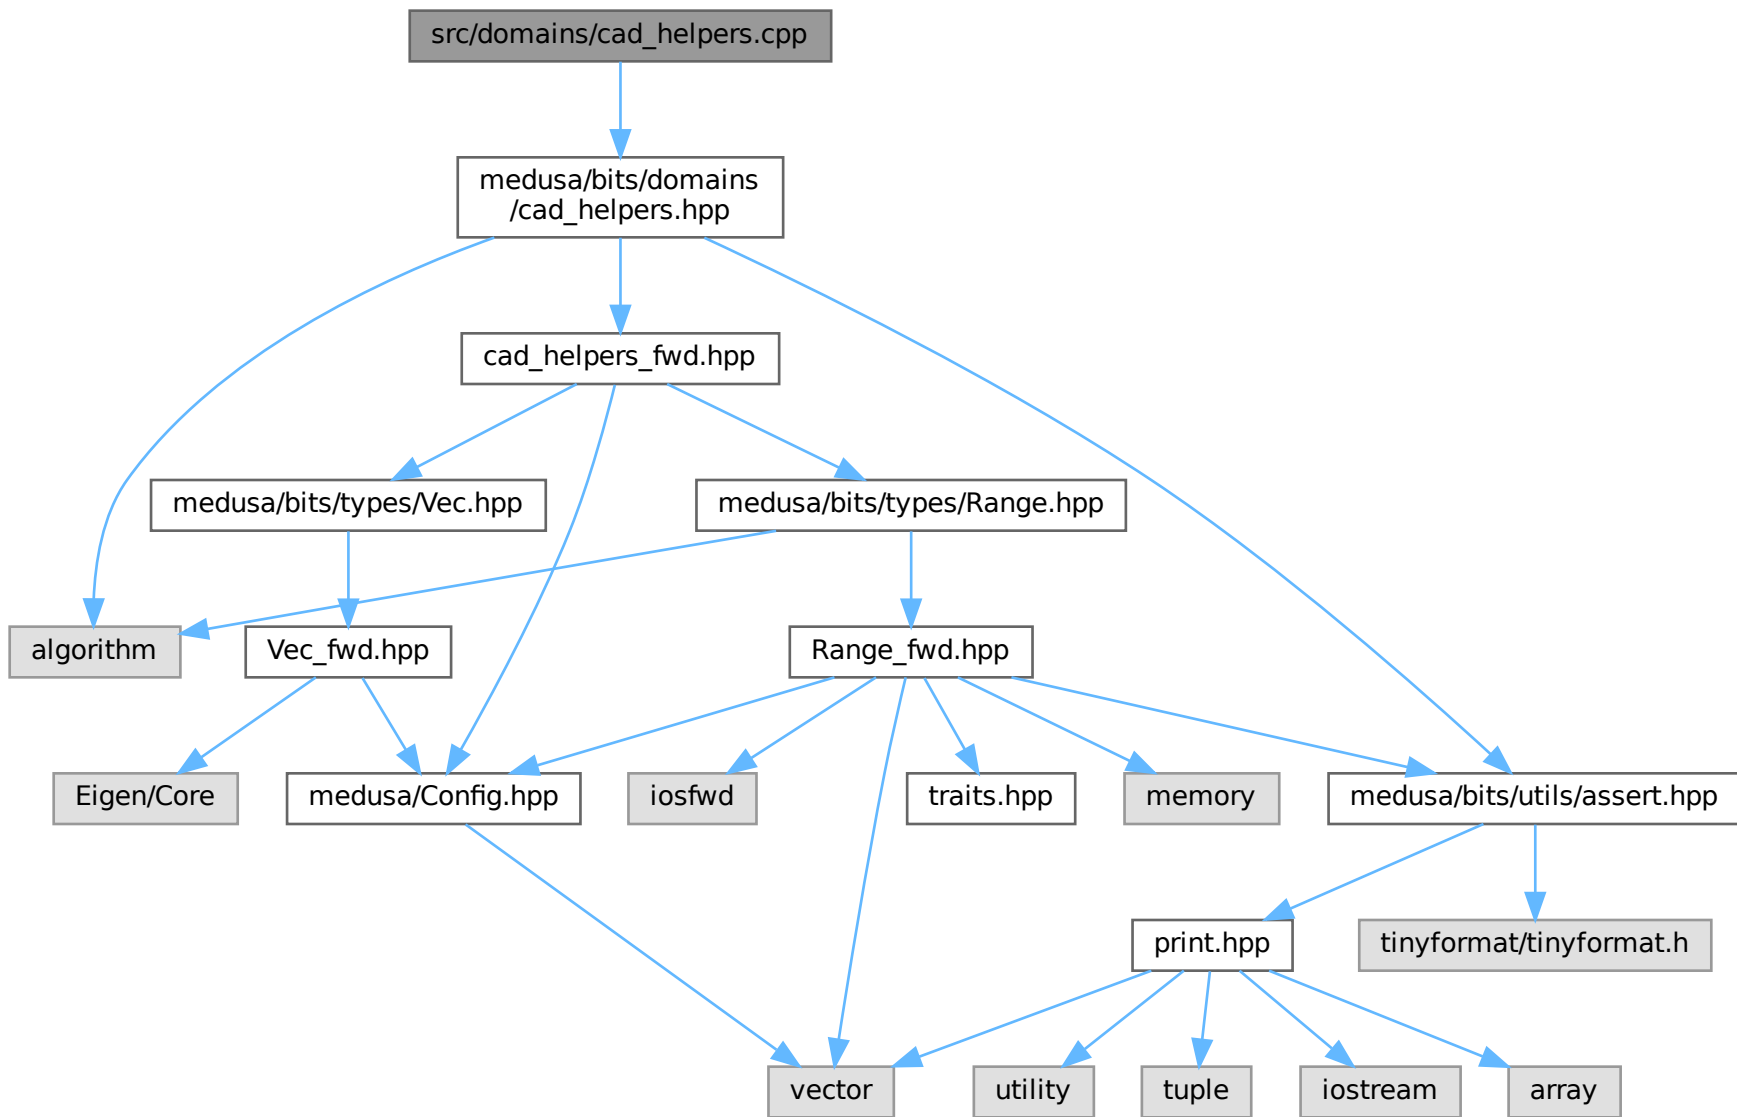 src/domains/cad_helpers.cpp
medusa/bits/domains
/cad_helpers.hpp
cad_helpers_fwd.hpp
medusa/bits/types/Vec.hpp
medusa/bits/types/Range.hpp
algorithm
Vec_fwd.hpp
Range_fwd.hpp
Eigen/Core
medusa/Config.hpp
iosfwd
traits.hpp
memory
medusa/bits/utils/assert.hpp
print.hpp
tinyformat/tinyformat.h
vector
utility
tuple
iostream
array